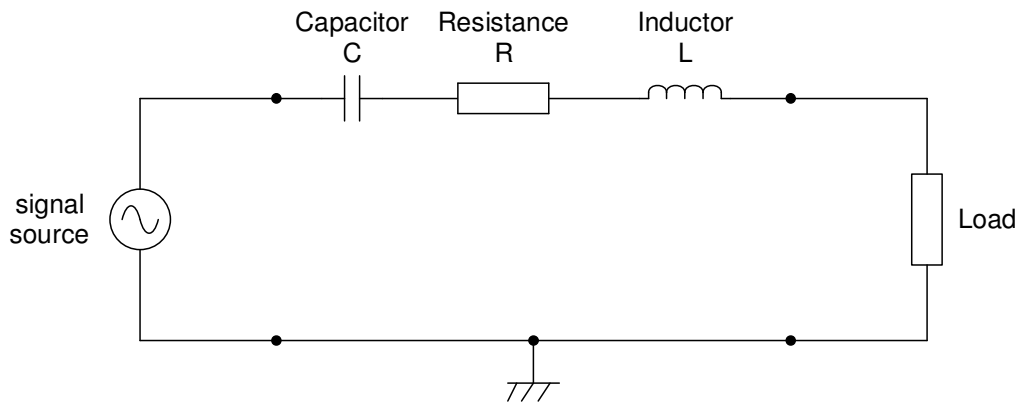 Capacitor
C
Resistance
R
Inductor
L
signal
source
Load